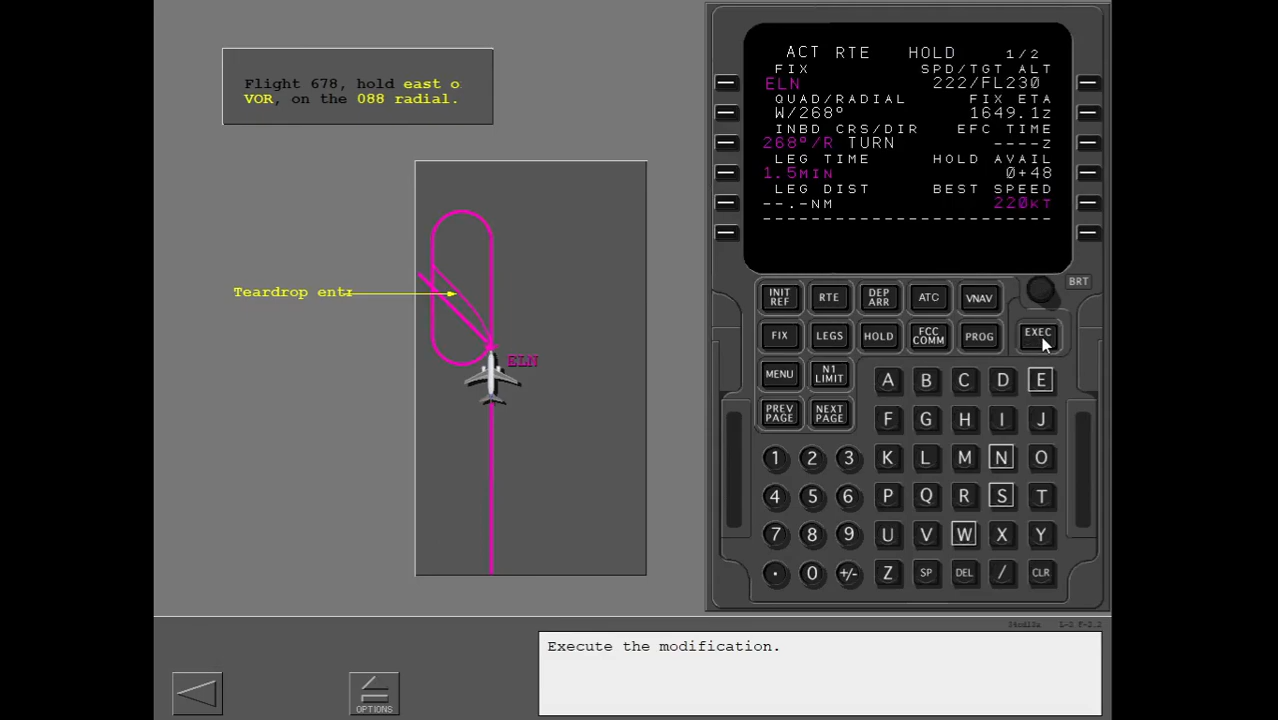 Flight 678, hold east o
VOR, on the 088 radial.
Teardrop entr
ELN
ACT RTE HOLD 1/2
FIX SPD/TGT ALT
ELN 222/FL230
QUAD/RADIAL FIX ETA
W/268° 1649.1z
INBD CRS/DIR EFC TIME
268°/R TURN ----z
LEG TIME HOLD AVAIL
1.5MIN 0+48
LEG DIST BEST SPEED
--.-NM 220KT
----------------------
BRT
INIT REF
RTE
DEP ARR
ATC
VNAV
FIX
LEGS
HOLD
FCC COMM
PROG
EXEC
MENU
N1 LIMIT
PREV PAGE
NEXT PAGE
A B C D E
F G H I J
1 2 3 K L M N O
4 5 6 P Q R S T
7 8 9 U V W X Y
. 0 +/- Z SP DEL / CLR
Execute the modification.
OPTIONS